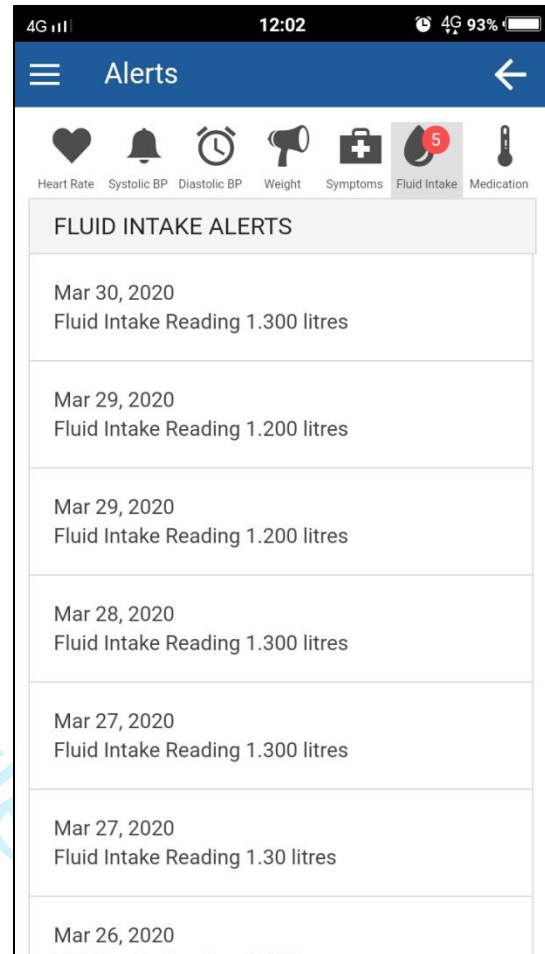 4G 12:02 4G 93%
Alerts
5
Heart Rate Systolic BP Diastolic BP Weight Symptoms Fluid Intake Medication
FLUID INTAKE ALERTS
Mar 30, 2020
Fluid Intake Reading 1.300 litres
Mar 29, 2020
Fluid Intake Reading 1.200 litres
Mar 29, 2020
Fluid Intake Reading 1.200 litres
Mar 28, 2020
Fluid Intake Reading 1.300 litres
Mar 27, 2020
Fluid Intake Reading 1.300 litres
Mar 27, 2020
Fluid Intake Reading 1.30 litres
Mar 26, 2020